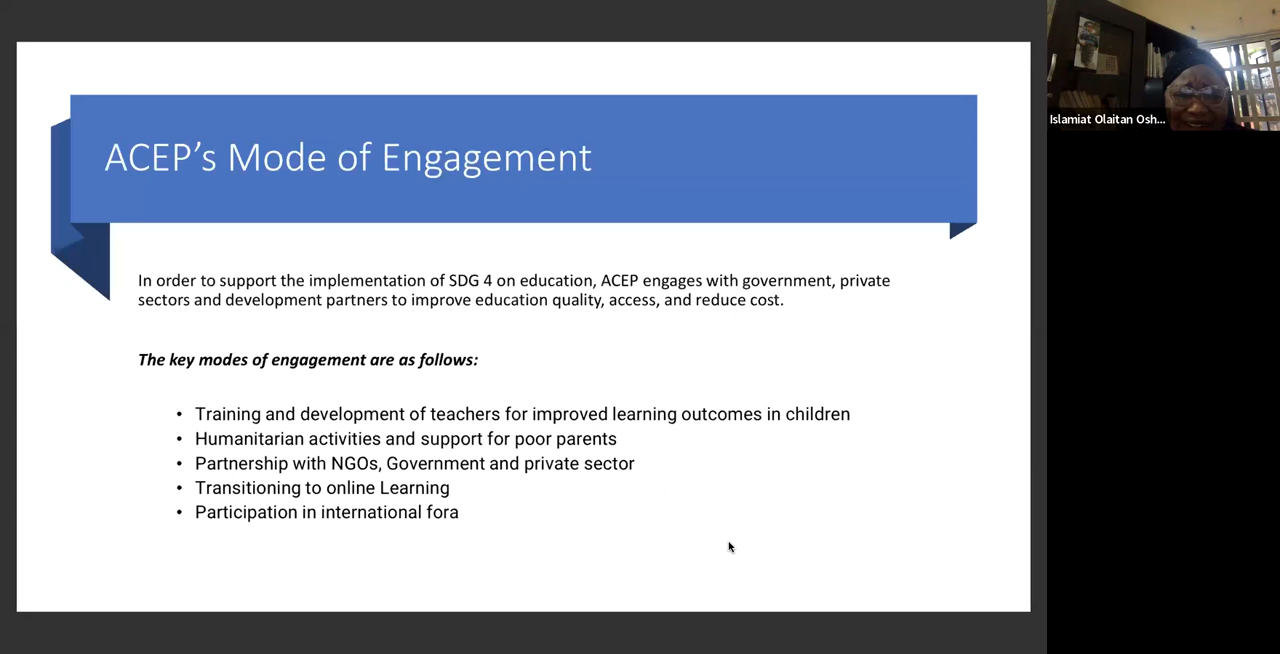 ACEP’s Mode of Engagement
In order to support the implementation of SDG 4 on education, ACEP engages with government, private
sectors and development partners to improve education quality, access, and reduce cost.
The key modes of engagement are as follows:
• Training and development of teachers for improved learning outcomes in children
• Humanitarian activities and support for poor parents
• Partnership with NGOs, Government and private sector
• Transitioning to online Learning
• Participation in international fora
Islamiat Olaitan Osh...